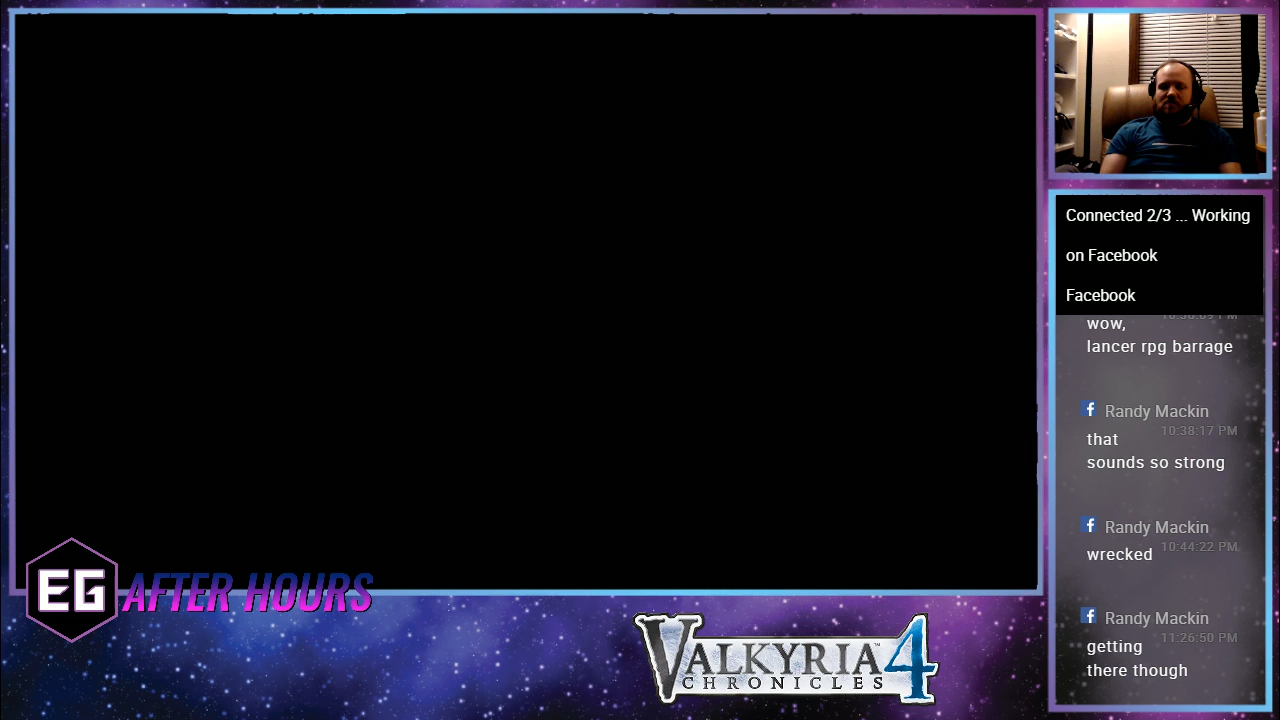 Connected 2/3 ... Working
on Facebook
Facebook
wow,
lancer rpg barrage
Randy Mackin
10:38:17 PM
that
sounds so strong
Randy Mackin
10:44:22 PM
wrecked
Randy Mackin
11:26:50 PM
getting
there though
EG AFTER HOURS
VALKYRIA 4
CHRONICLES
TM